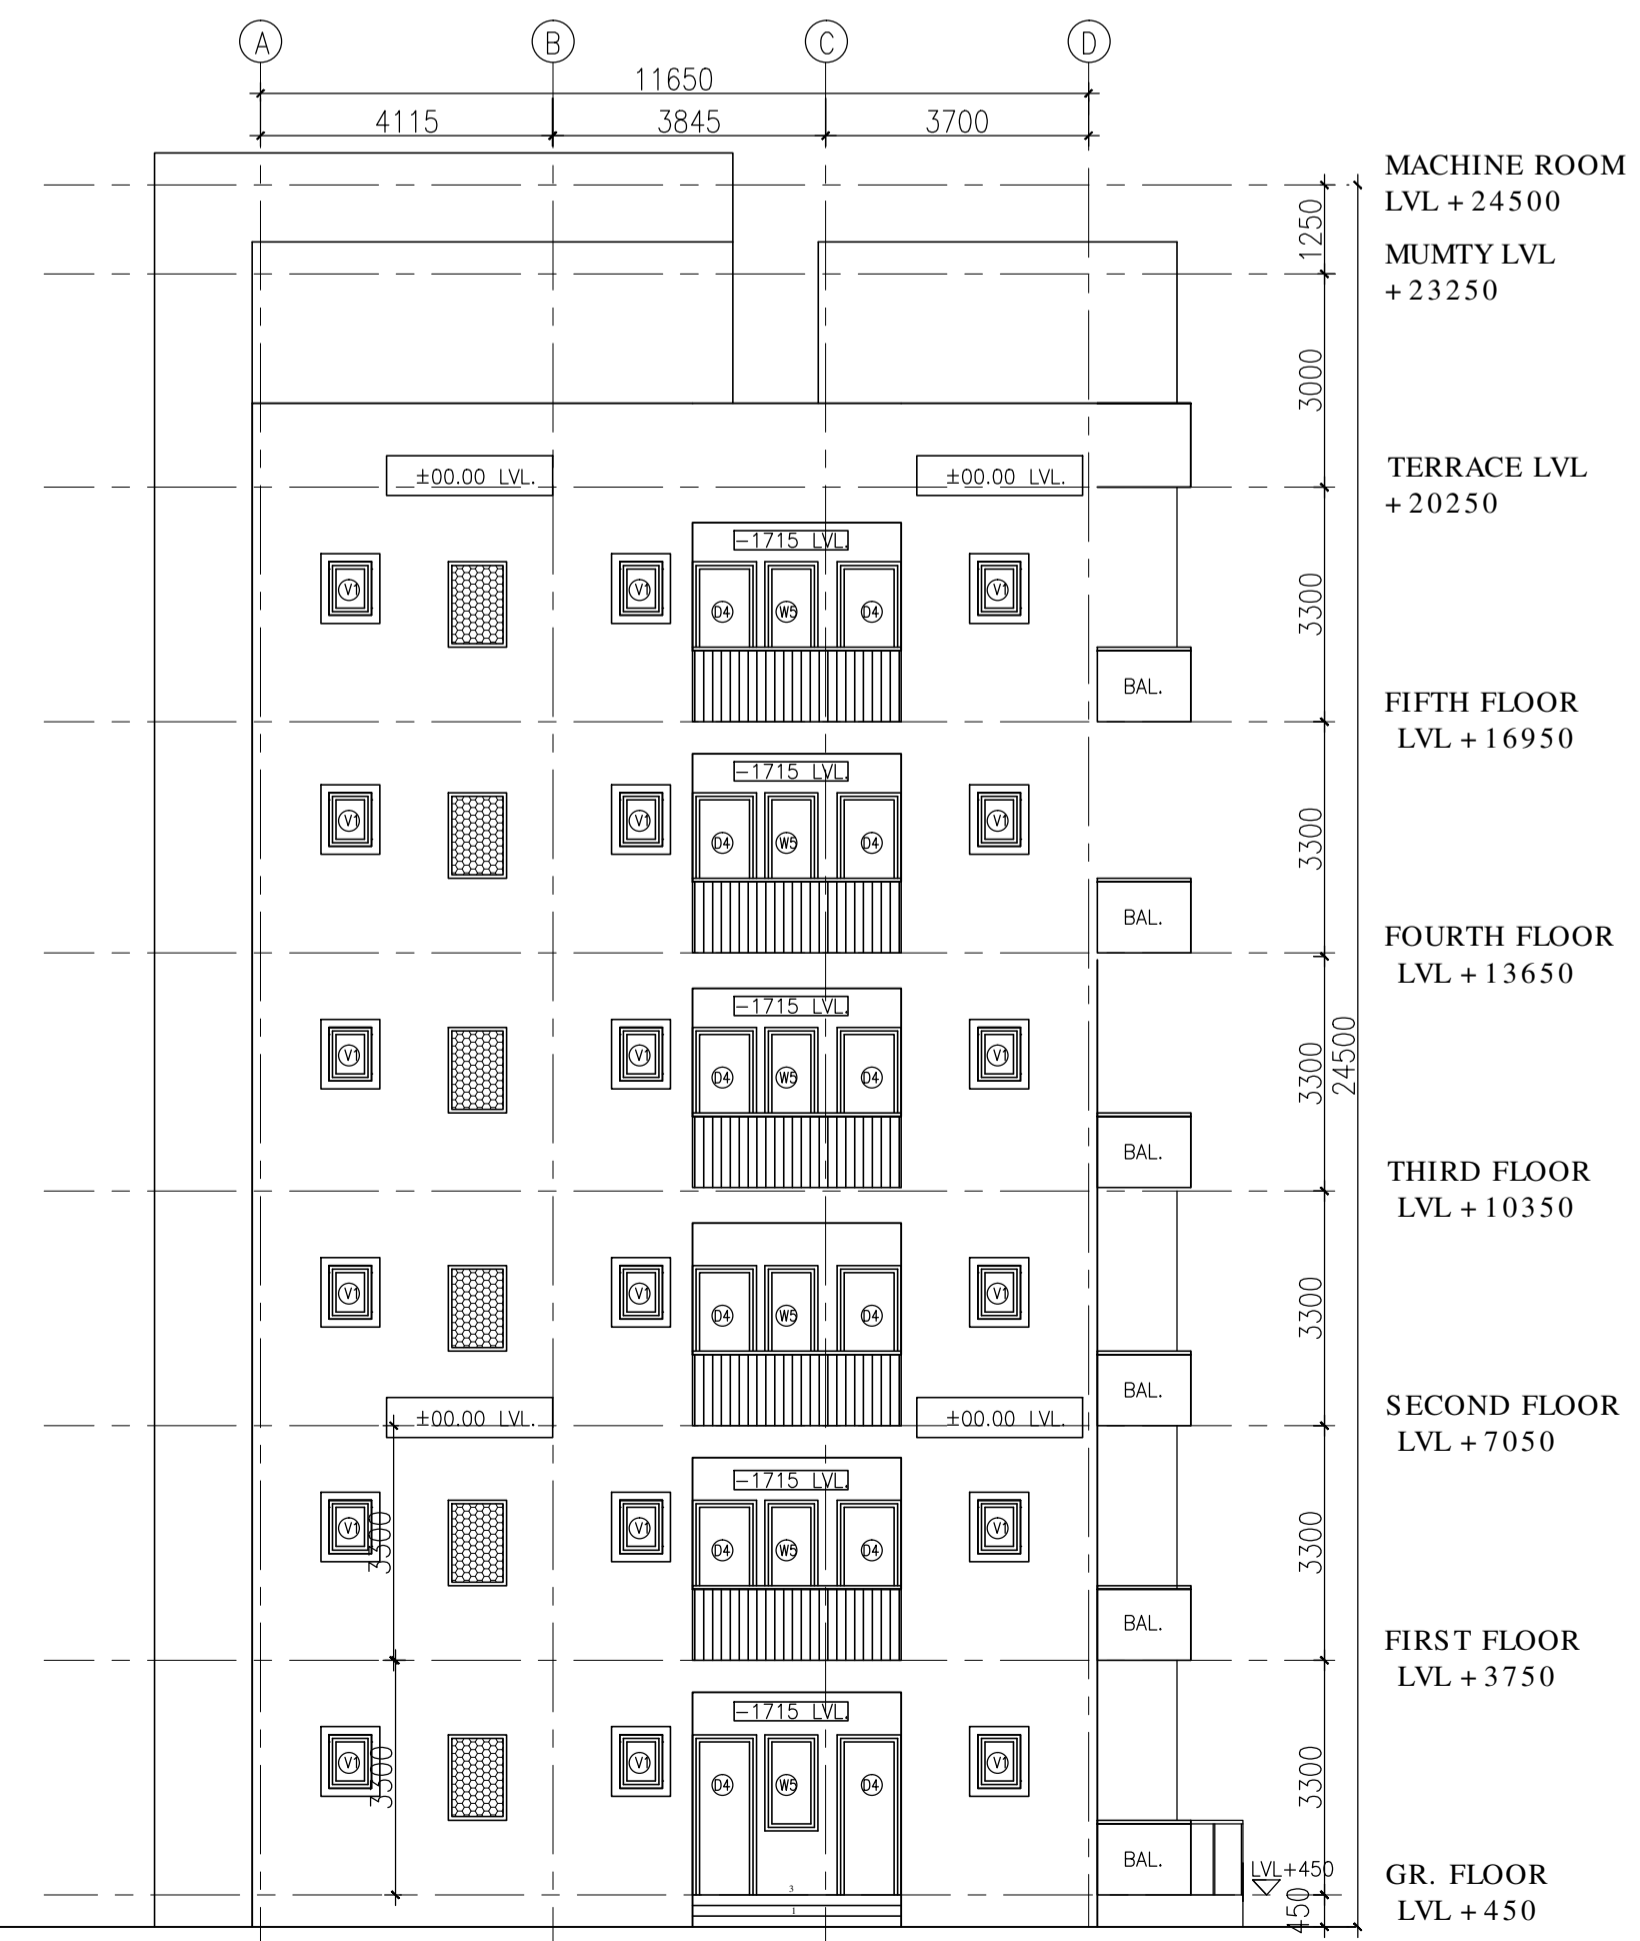 A B C D
11650
4115 3845 3700
MACHINE ROOM
LVL + 24500
1250
MUMTY LVL
+ 23250
3000
TERRACE LVL
+ 20250
±00.00 LVL. ±00.00 LVL.
-1715 LVL.
V1 V1 V1
D4 W5 D4
3300
BAL.
FIFTH FLOOR
LVL + 16950
-1715 LVL.
V1 V1 V1
D4 W5 D4
3300
BAL.
FOURTH FLOOR
LVL + 13650
-1715 LVL.
V1 V1 V1
D4 W5 D4
3300
24500
BAL.
THIRD FLOOR
LVL + 10350
V1 V1 V1
D4 W5 D4
3300
BAL.
SECOND FLOOR
LVL + 7050
±00.00 LVL. ±00.00 LVL.
-1715 LVL.
V1 V1 V1
3300
D4 W5 D4
3300
BAL.
FIRST FLOOR
LVL + 3750
-1715 LVL.
V1 V1 V1
3300
D4 W5 D4
3300
BAL.
LVL+450
GR. FLOOR
LVL + 450
3
1
450